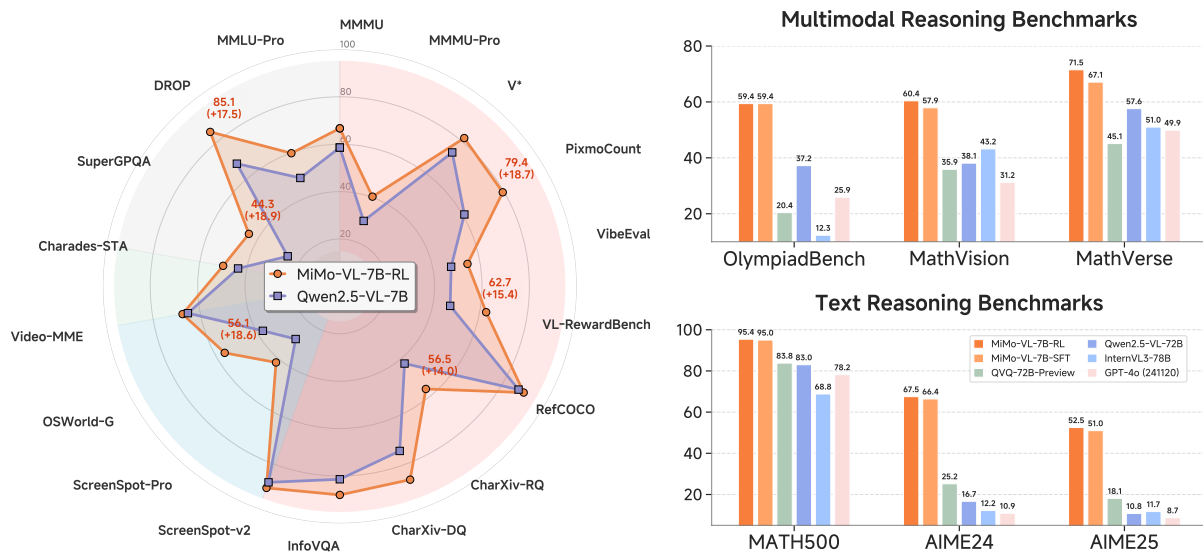 MMMU
MMLU-Pro
MMMU-Pro
DROP
V*
SuperGPQA
PixmoCount
Charades-STA
VibeEval
Video-MME
VL-RewardBench
OSWorld-G
RefCOCO
ScreenSpot-Pro
CharXiv-RQ
ScreenSpot-v2
CharXiv-DQ
InfoVQA
100
80
60
40
20
85.1
(+17.5)
79.4
(+18.7)
44.3
(+18.9)
62.7
(+15.4)
56.1
(+18.6)
56.5
(+14.0)
MiMo-VL-7B-RL
Qwen2.5-VL-7B
Multimodal Reasoning Benchmarks
80
60
40
20
59.4 59.4 20.4 37.2 12.3 25.9
60.4 57.9 35.9 38.1 43.2 31.2
71.5 67.1 45.1 57.6 51.0 49.9
OlympiadBench MathVision MathVerse
Text Reasoning Benchmarks
100
80
60
40
20
MiMo-VL-7B-RL
MiMo-VL-7B-SFT
QVQ-72B-Preview
Qwen2.5-VL-72B
InternVL3-78B
GPT-4o (241120)
95.4 95.0 83.8 83.0 68.8 78.2
67.5 66.4 25.2 16.7 12.2 10.9
52.5 51.0 18.1 10.8 11.7 8.7
MATH500 AIME24 AIME25